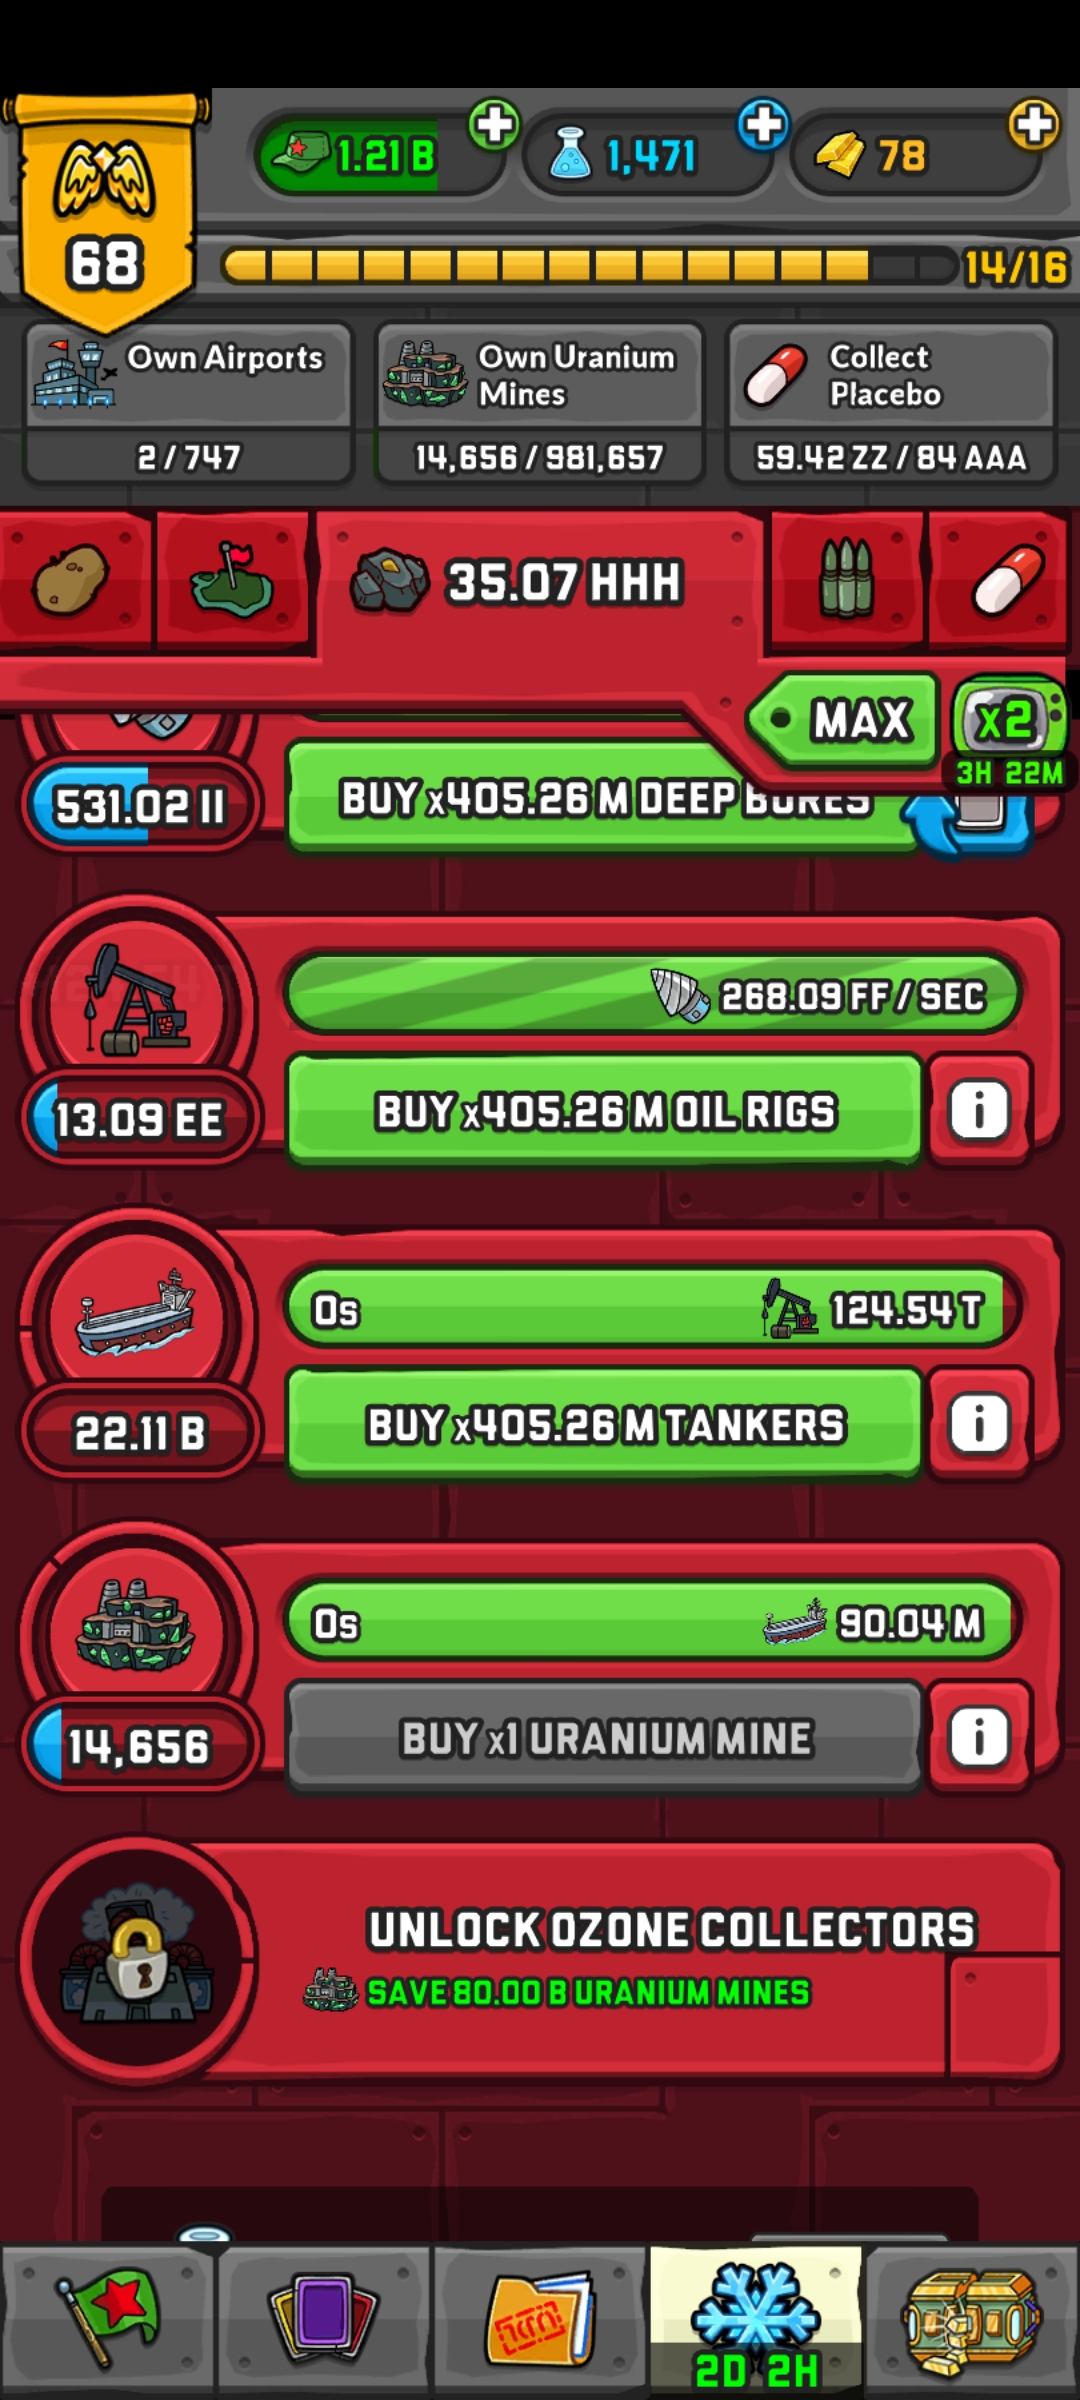 1.21 B
1,471
78
68
14/16
Own Airports
2 / 747
Own Uranium
Mines
14,656 / 981,657
Collect
Placebo
59.42 ZZ / 84 AAA
35.07 HHH
MAX
x2
3H 22M
531.02 II
BUY x405.26 M DEEP BORES
268.09 FF / SEC
13.09 EE
BUY x405.26 M OIL RIGS
0s
124.54 T
22.11 B
BUY x405.26 M TANKERS
0s
90.04 M
14,656
BUY x1 URANIUM MINE
UNLOCK OZONE COLLECTORS
SAVE 80.00 B URANIUM MINES
2D 2H